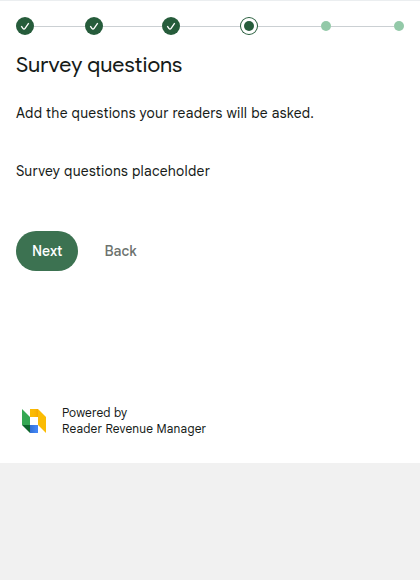 Survey questions
Add the questions your readers will be asked.
Survey questions placeholder
Next
Back
Powered by
Reader Revenue Manager